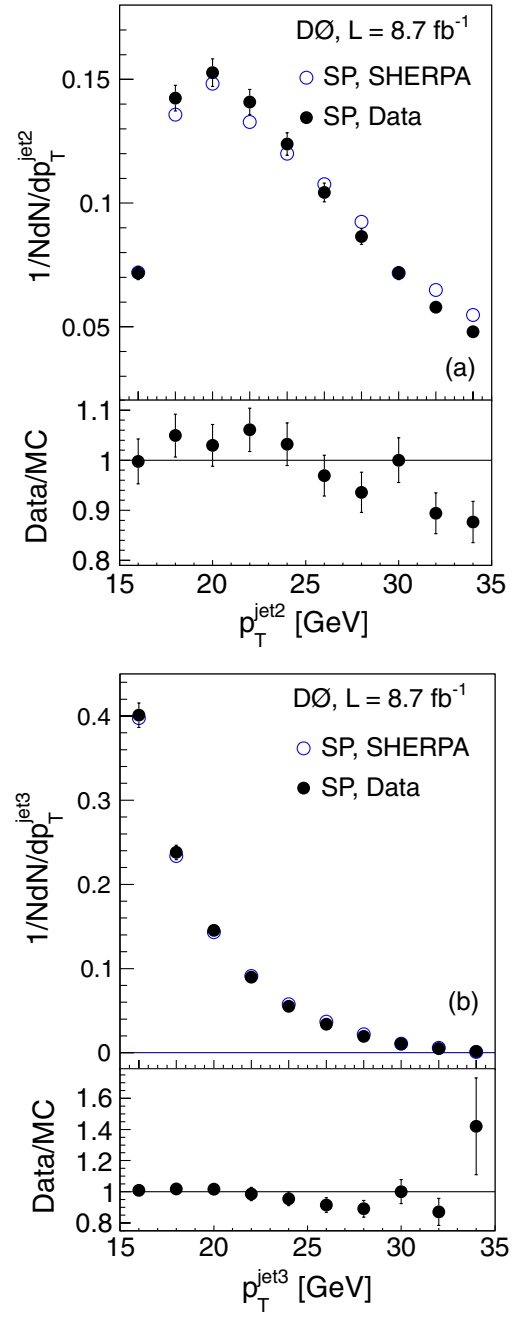 DØ, L = 8.7 fb⁻¹
SP, SHERPA
SP, Data
1/NdN/dp_T^jet2
0.15
0.1
0.05
(a)
Data/MC
1.1
1
0.9
0.8
15 20 25 30 35
p_T^jet2 [GeV]
DØ, L = 8.7 fb⁻¹
SP, SHERPA
SP, Data
1/NdN/dp_T^jet3
0.4
0.3
0.2
0.1
0
(b)
Data/MC
1.6
1.4
1.2
1
0.8
15 20 25 30 35
p_T^jet3 [GeV]